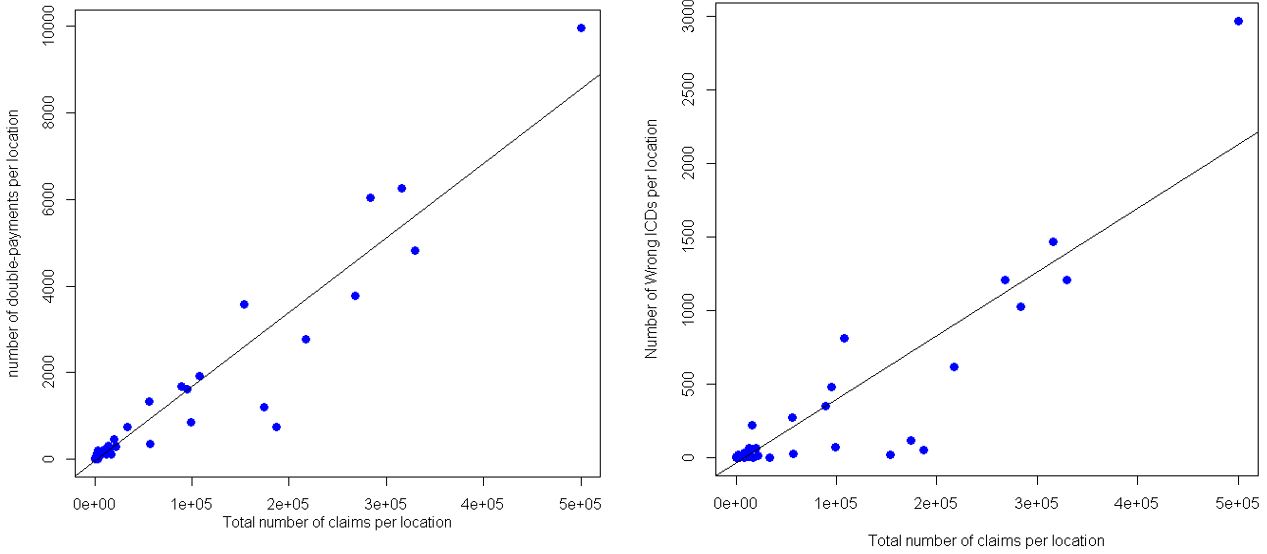 number of double-payments per location
10000
8000
6000
4000
2000
0
0e+00 1e+05 2e+05 3e+05 4e+05 5e+05
Total number of claims per location
Number of Wrong ICDs per location
3000
2500
2000
1500
1000
500
0
0e+00 1e+05 2e+05 3e+05 4e+05 5e+05
Total number of claims per location